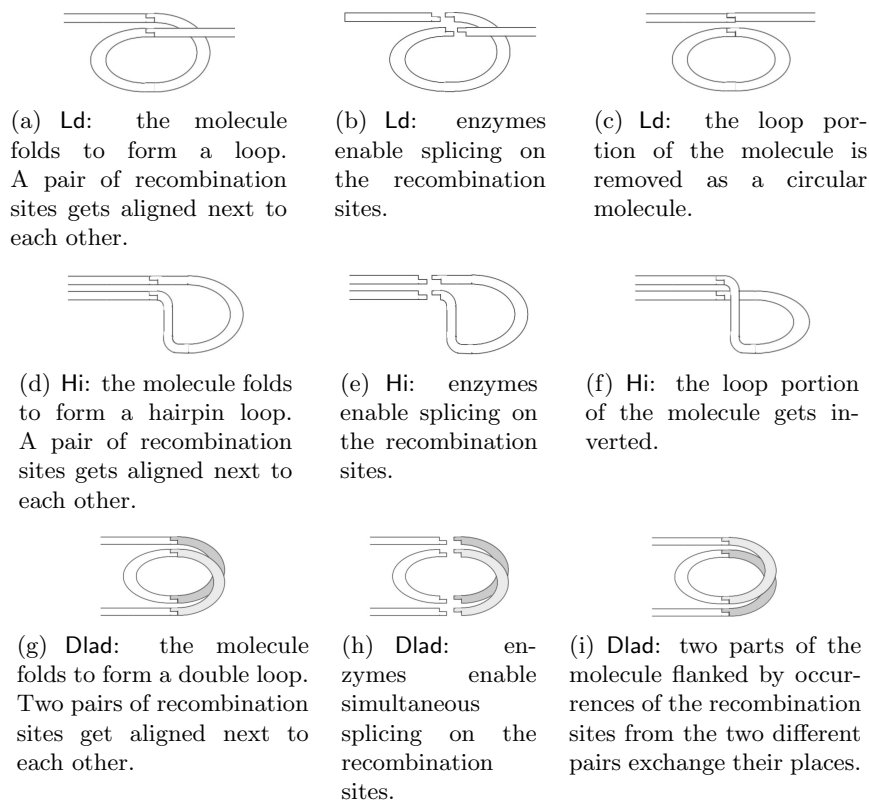 (a) Ld: the molecule
folds to form a loop.
A pair of recombination
sites gets aligned next to
each other.
(b) Ld: enzymes
enable splicing on
the recombination
sites.
(c) Ld: the loop por-
tion of the molecule is
removed as a circular
molecule.
(d) Hi: the molecule folds
to form a hairpin loop.
A pair of recombination
sites gets aligned next to
each other.
(e) Hi: enzymes
enable splicing on
the recombination
sites.
(f) Hi: the loop portion
of the molecule gets in-
verted.
(g) Dlad: the molecule
folds to form a double loop.
Two pairs of recombination
sites get aligned next to
each other.
(h) Dlad: en-
zymes enable
simultaneous
splicing on the
recombination
sites.
(i) Dlad: two parts of the
molecule flanked by occur-
rences of the recombination
sites from the two different
pairs exchange their places.